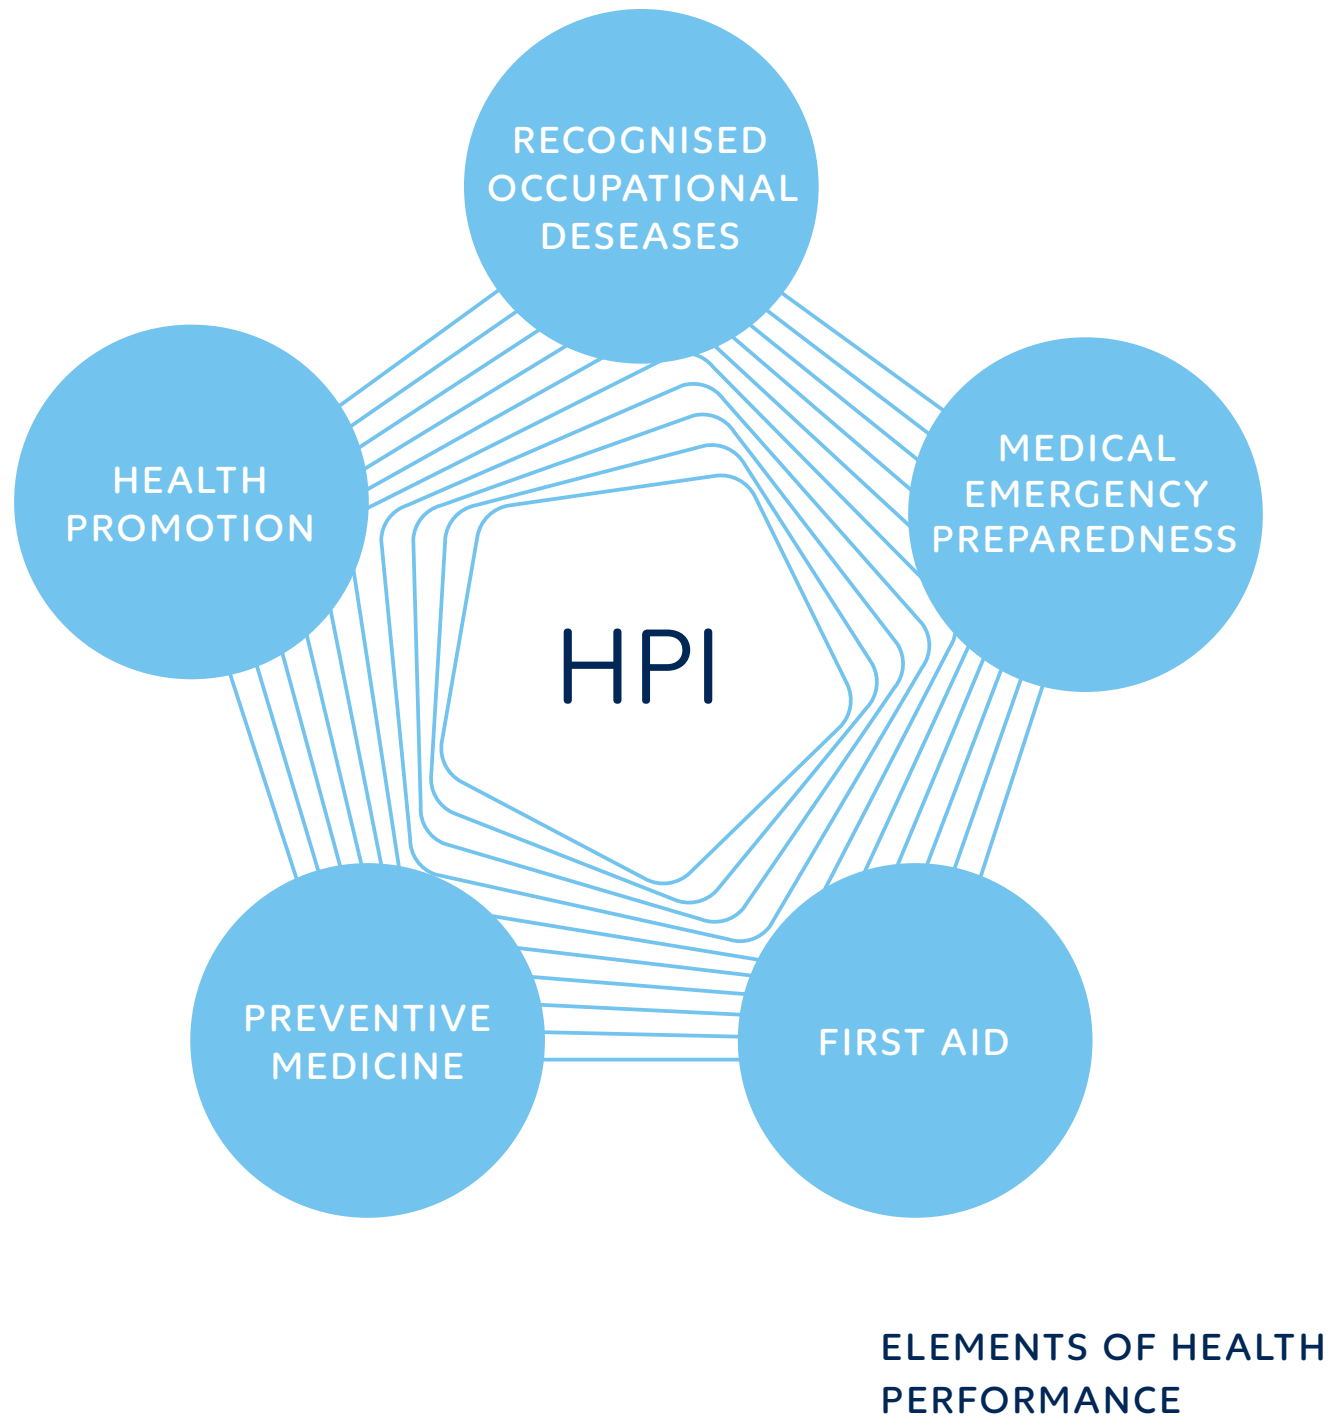 RECOGNISED
OCCUPATIONAL
DESEASES
HEALTH
PROMOTION
MEDICAL
EMERGENCY
PREPAREDNESS
HPI
PREVENTIVE
MEDICINE
FIRST AID
ELEMENTS OF HEALTH
PERFORMANCE